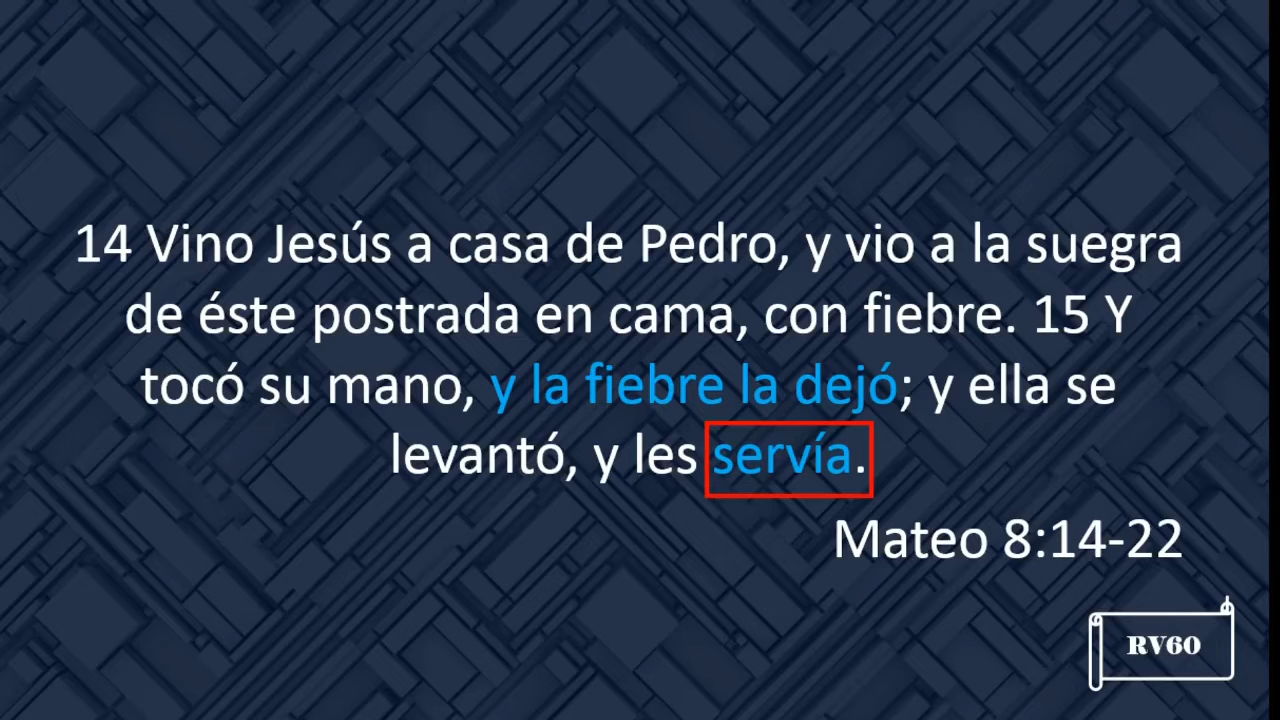 14 Vino Jesús a casa de Pedro, y vio a la suegra
de éste postrada en cama, con fiebre. 15 Y
tocó su mano, y la fiebre la dejó; y ella se
levantó, y les servía.
Mateo 8:14-22
RV60